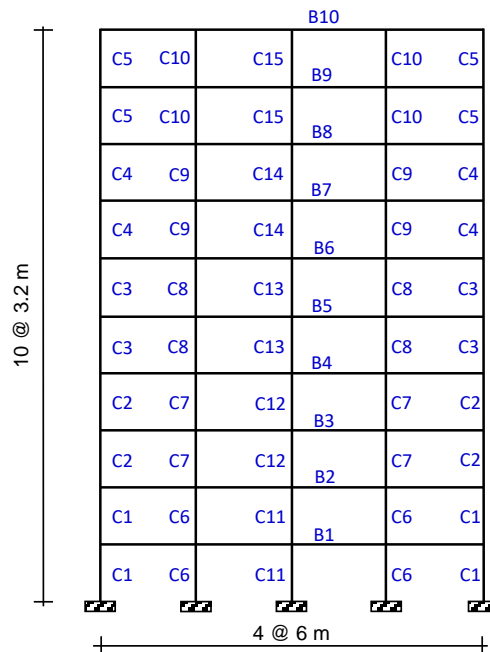 B10
C5 C10 C15 C10 C5
B9
C5 C10 C15 C10 C5
B8
C4 C9 C14 C9 C4
B7
C4 C9 C14 C9 C4
B6
C3 C8 C13 C8 C3
B5
10 @ 3.2 m
C3 C8 C13 C8 C3
B4
C2 C7 C12 C7 C2
B3
C2 C7 C12 C7 C2
B2
C1 C6 C11 C6 C1
B1
C1 C6 C11 C6 C1
4 @ 6 m